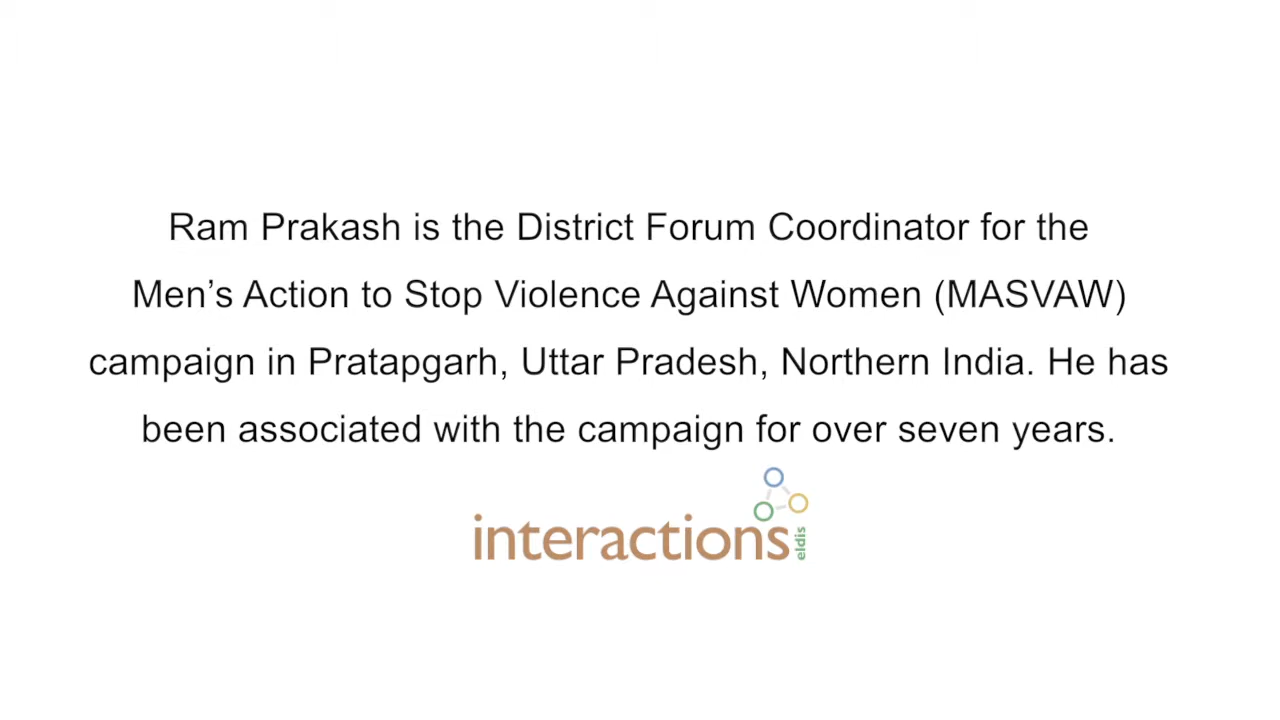 Ram Prakash is the District Forum Coordinator for the
Men’s Action to Stop Violence Against Women (MASVAW)
campaign in Pratapgarh, Uttar Pradesh, Northern India. He has
been associated with the campaign for over seven years.
interactions
eldis